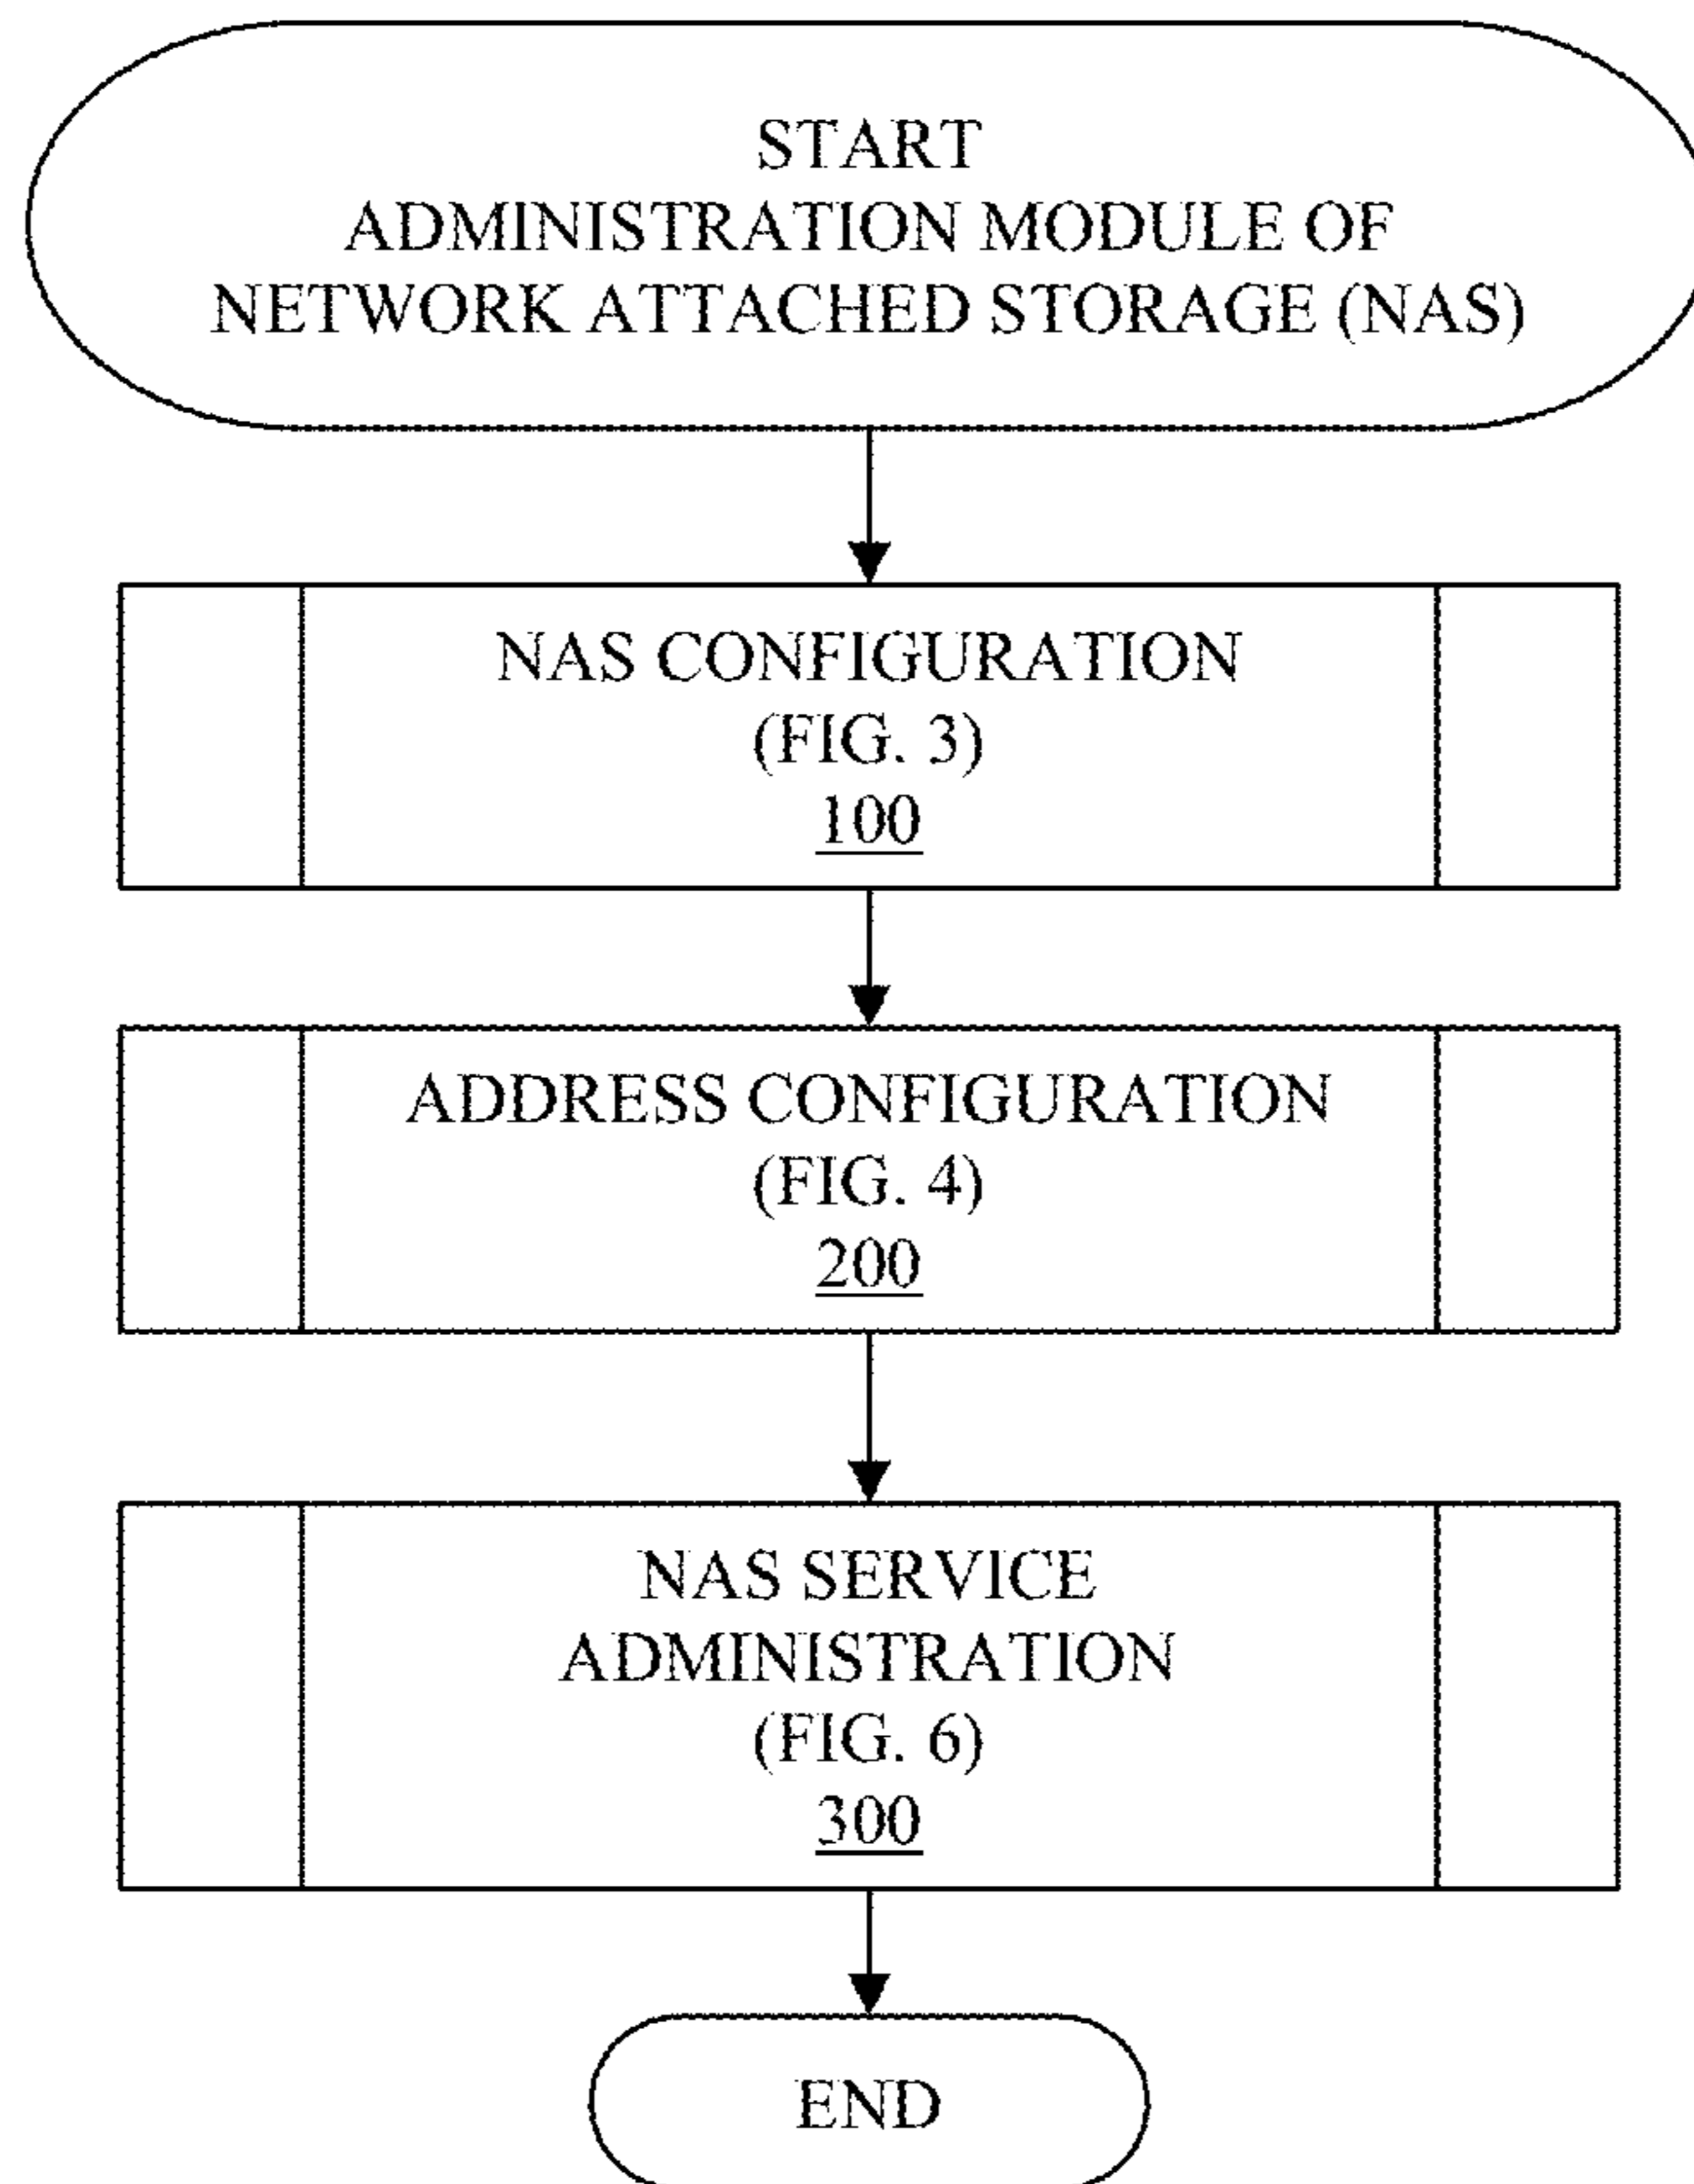 START
ADMINISTRATION MODULE OF
NETWORK ATTACHED STORAGE (NAS)
NAS CONFIGURATION
(FIG. 3)
100
ADDRESS CONFIGURATION
(FIG. 4)
200
NAS SERVICE
ADMINISTRATION
(FIG. 6)
300
END